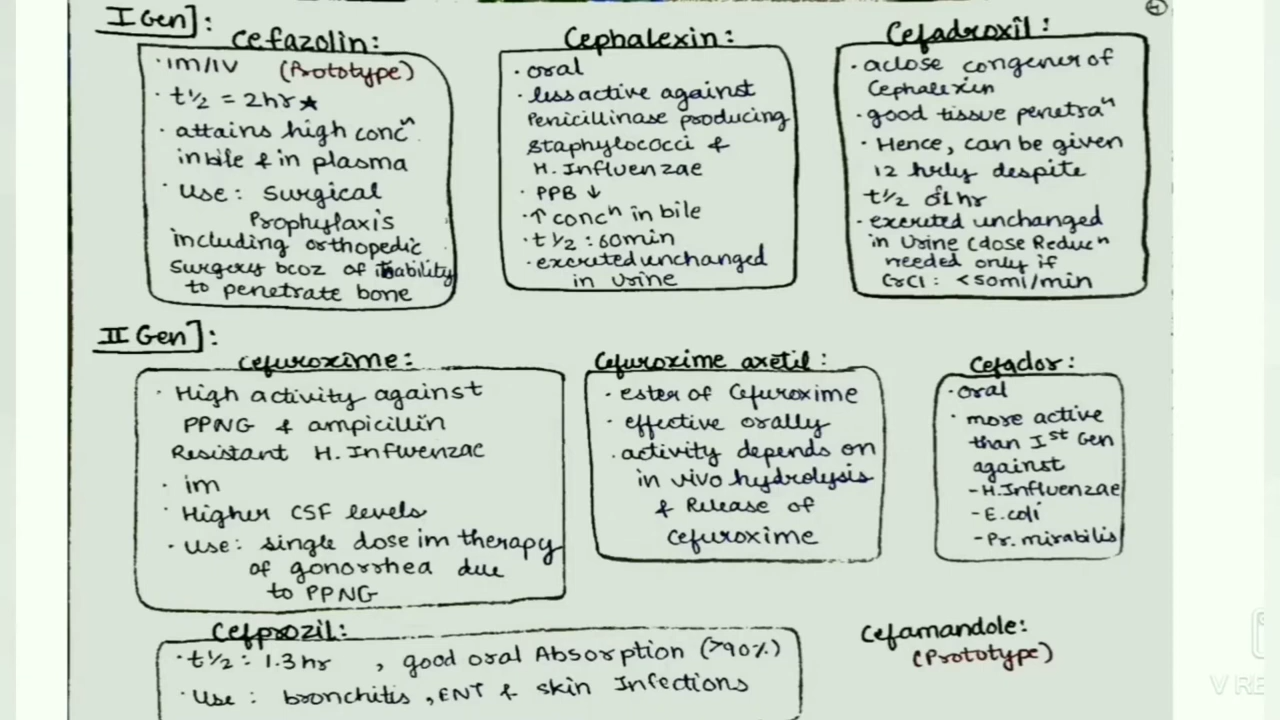 I Gen]:
Cefazolin:
· im/IV (Prototype)
· t½ = 2hr★
· attains high concⁿ
in bile & in plasma
· Use: Surgical
Prophylaxis
including orthopedic
surgery bcoz of ability
to penetrate bone
Cephalexin:
· oral
· less active against
Penicillinase producing
staphylococci &
H. Influenzae
· PPB ↓
· ↑ concⁿ in bile
· t½ : 60min
· excreted unchanged
in Urine
Cefadroxil:
· a close congener of
Cephalexin
· good tissue penetraⁿ
· Hence, can be given
12 hrly despite
t½ of 1 hr
· excreted unchanged
in Urine (dose Reducⁿ
needed only if
CrCl : <50ml/min
II Gen]:
Cefuroxime:
· High activity against
PPNG & ampicillin
Resistant H. Influenzae
· im
· Higher CSF levels
· Use: single dose im therapy
of gonorrhea due
to PPNG
Cefuroxime axetil:
· ester of Cefuroxime
· effective orally
· activity depends on
in vivo hydrolysis
& Release of
Cefuroxime
Cefaclor:
· oral
· more active
than Ist Gen
against
- H. Influenzae
- E. coli
- Pr. mirabilis
Cefprozil:
· t½ : 1.3 hr , good oral Absorption (>90%)
· Use : bronchitis, ENT & skin Infections
Cefamandole:
(Prototype)